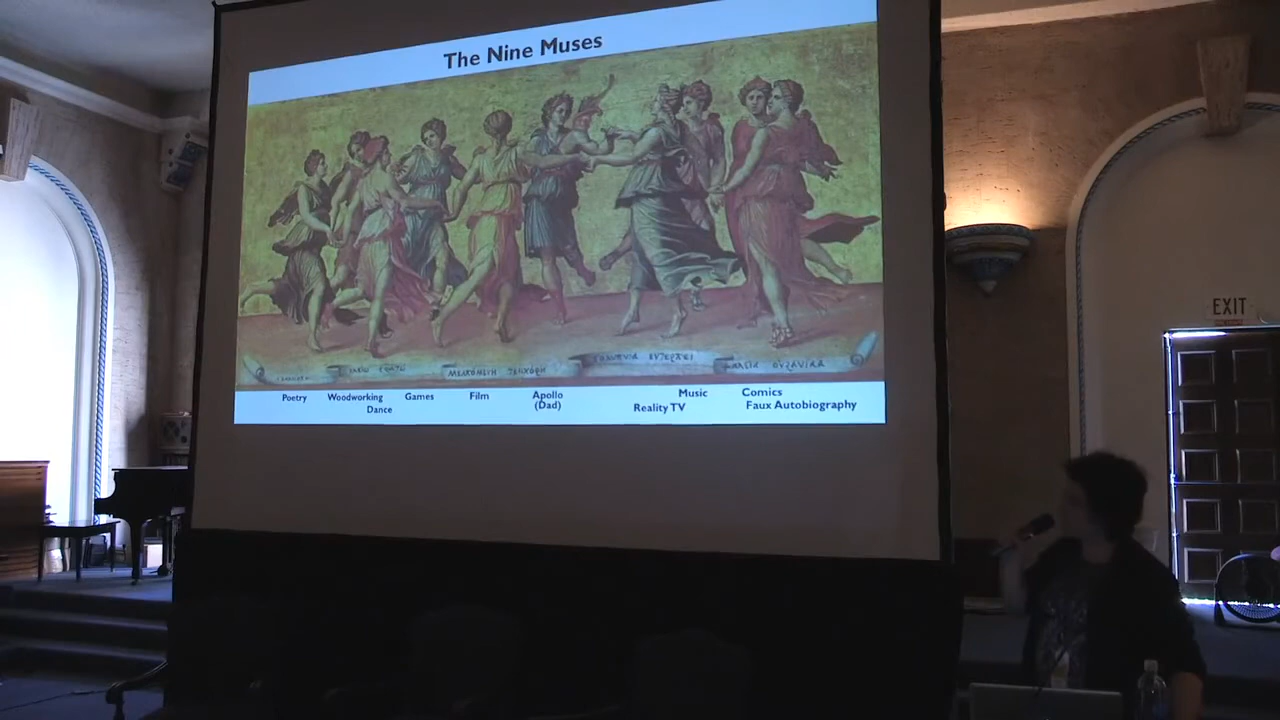 The Nine Muses
Poetry Woodworking Games Film Apollo Music Comics
Dance (Dad) Reality TV Faux Autobiography
EXIT